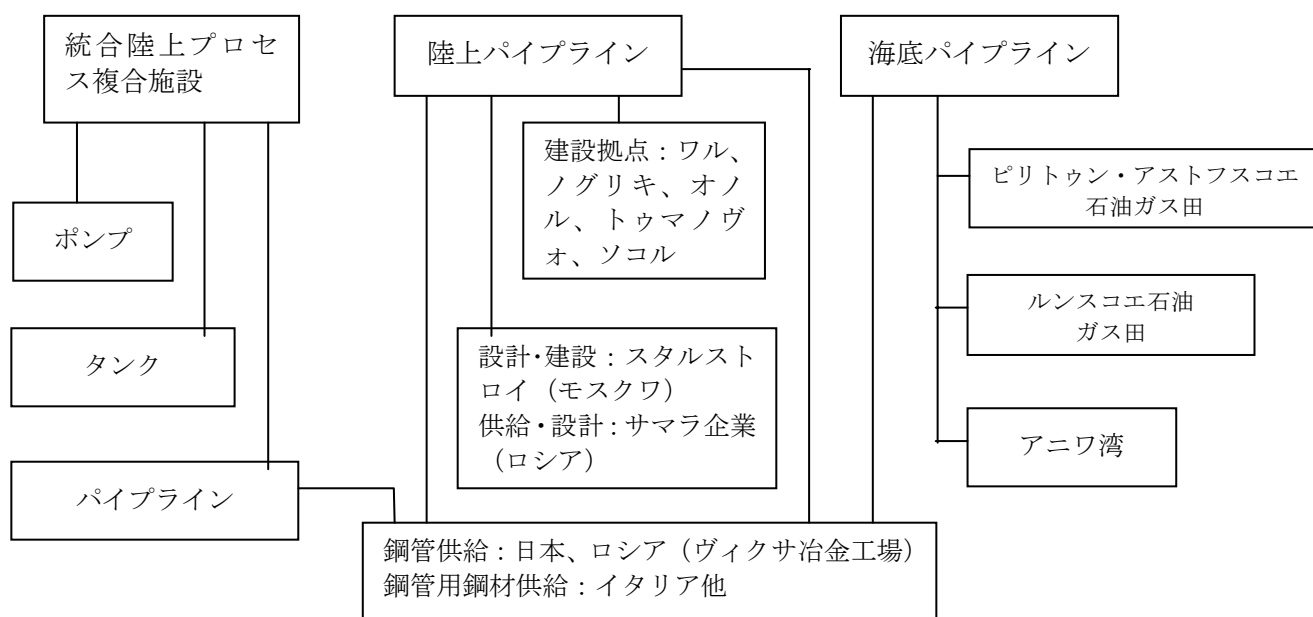 統合陸上プロセ
ス複合施設
陸上パイプライン
海底パイプライン
建設拠点：ワル、
ノグリキ、オノ
ル、トゥマノヴ
ォ、ソコル
ピリトゥン・アストフスコエ
石油ガス田
ポンプ
ルンスコエ石油
ガス田
タンク
設計・建設：スタルスト
ロイ（モスクワ）
供給・設計：サマラ企業
（ロシア）
アニワ湾
パイプライン
鋼管供給：日本、ロシア（ヴィクサ冶金工場）
鋼管用鋼材供給：イタリア他